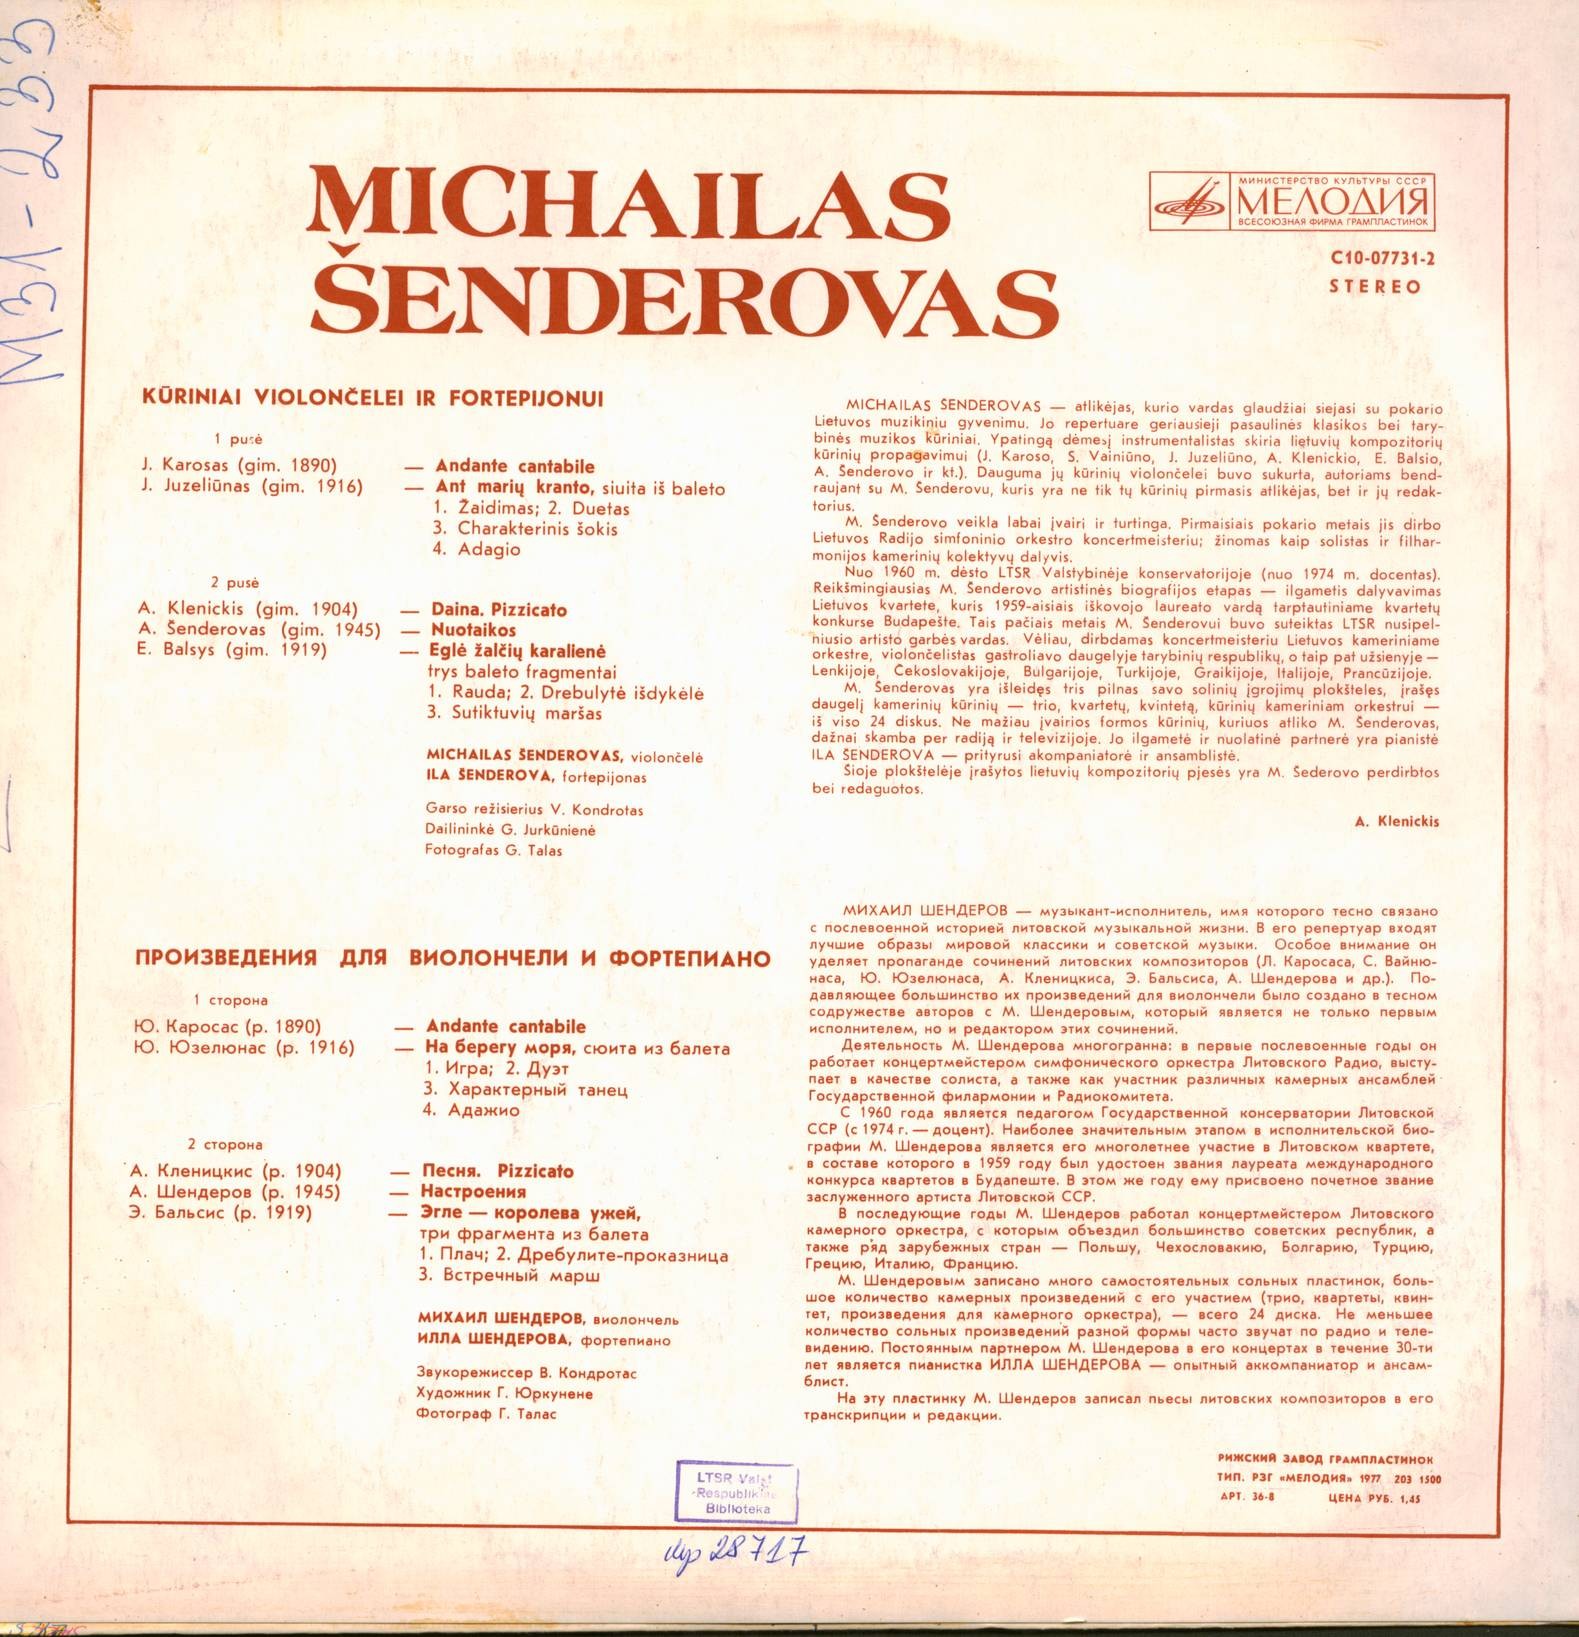 M31-233
MICHAILAS
ŠENDEROVAS
МИНИСТЕРСТВО КУЛЬТУРЫ СССР
МЕЛОДИЯ
ВСЕСОЮЗНАЯ ФИРМА ГРАМПЛАСТИНОК
С10-07731-2
STEREO
KŪRINIAI VIOLONČELEI IR FORTEPIJONUI
1 pusė
J. Karosas (gim. 1890) — Andante cantabile
J. Juzeliūnas (gim. 1916) — Ant marių kranto, siuita iš baleto
1. Žaidimas; 2. Duetas
3. Charakterinis šokis
4. Adagio
2 pusė
A. Klenickis (gim. 1904) — Daina. Pizzicato
A. Šenderovas (gim. 1945) — Nuotaikos
E. Balsys (gim. 1919) — Eglė žalčių karalienė
trys baleto fragmentai
1. Rauda; 2. Drebulytė išdykėlė
3. Sutiktuvių maršas
MICHAILAS ŠENDEROVAS, violončelė
ILA ŠENDEROVA, fortepijonas
Garso režisierius V. Kondrotas
Dailininkė G. Jurkūnienė
Fotografas G. Talas
MICHAILAS ŠENDEROVAS — atlikėjas, kurio vardas glaudžiai siejasi su pokario
Lietuvos muzikiniu gyvenimu. Jo repertuare geriausieji pasaulinės klasikos bei tary-
binės muzikos kūriniai. Ypatingą dėmesį instrumentalistas skiria lietuvių kompozitorių
kūrinių propagavimui (J. Karoso, S. Vainiūno, J. Juzeliūno, A. Klenickio, E. Balsio,
A. Šenderovo ir kt.). Dauguma jų kūrinių violončelei buvo sukurta, autoriams bend-
raujant su M. Šenderovu, kuris yra ne tik tų kūrinių pirmasis atlikėjas, bet ir jų redak-
torius.
M. Šenderovo veikla labai įvairi ir turtinga. Pirmaisiais pokario metais jis dirbo
Lietuvos Radijo simfoninio orkestro koncertmeisteriu; žinomas kaip solistas ir filhar-
monijos kamerinių kolektyvų dalyvis.
Nuo 1960 m. dėsto LTSR Valstybinėje konservatorijoje (nuo 1974 m. docentas).
Reikšmingiausias M. Šenderovo artistinės biografijos etapas — ilgametis dalyvavimas
Lietuvos kvartete, kuris 1959-aisiais iškovojo laureato vardą tarptautiniame kvartetų
konkurse Budapešte. Tais pačiais metais M. Šenderovui buvo suteiktas LTSR nusipel-
niusio artisto garbės vardas. Vėliau, dirbdamas koncertmeisteriu Lietuvos kameriniame
orkestre, violončelistas gastroliavo daugelyje tarybinių respublikų, o taip pat užsienyje —
Lenkijoje, Čekoslovakijoje, Bulgarijoje, Turkijoje, Graikijoje, Italijoje, Prancūzijoje.
M. Šenderovas yra išleidęs tris pilnas savo solinių įgrojimų plokšteles, įrašęs
daugelį kamerinių kūrinių — trio, kvartetų, kvintetą, kūrinių kameriniam orkestrui —
iš viso 24 diskus. Ne mažiau įvairios formos kūrinių, kuriuos atliko M. Šenderovas,
dažnai skamba per radiją ir televizijoje. Jo ilgametė ir nuolatinė partnerė yra pianistė
ILA ŠENDEROVA — prityrusi akompaniatorė ir ansamblistė.
Šioje plokštelėje įrašytos lietuvių kompozitorių pjesės yra M. Šederovo perdirbtos
bei redaguotos.
A. Klenickis
ПРОИЗВЕДЕНИЯ ДЛЯ ВИОЛОНЧЕЛИ И ФОРТЕПИАНО
1 сторона
Ю. Каросас (р. 1890) — Andante cantabile
Ю. Юзелюнас (р. 1916) — На берегу моря, сюита из балета
1. Игра; 2. Дуэт
3. Характерный танец
4. Адажио
2 сторона
А. Кленицкис (р. 1904) — Песня. Pizzicato
А. Шендеров (р. 1945) — Настроения
Э. Бальсис (р. 1919) — Эгле — королева ужей,
три фрагмента из балета
1. Плач; 2. Дребулите-проказница
3. Встречный марш
МИХАИЛ ШЕНДЕРОВ, виолончель
ИЛЛА ШЕНДЕРОВА, фортепиано
Звукорежиссер В. Кондротас
Художник Г. Юркунене
Фотограф Г. Талас
МИХАИЛ ШЕНДЕРОВ — музыкант-исполнитель, имя которого тесно связано
с послевоенной историей литовской музыкальной жизни. В его репертуар входят
лучшие образы мировой классики и советской музыки. Особое внимание он
уделяет пропаганде сочинений литовских композиторов (Л. Каросаса, С. Вайню-
наса, Ю. Юзелюнаса, А. Кленицкиса, Э. Бальсиса, А. Шендерова и др.). По-
давляющее большинство их произведений для виолончели было создано в тесном
содружестве авторов с М. Шендеровым, который является не только первым
исполнителем, но и редактором этих сочинений.
Деятельность М. Шендерова многогранна: в первые послевоенные годы он
работает концертмейстером симфонического оркестра Литовского Радио, высту-
пает в качестве солиста, а также как участник различных камерных ансамблей
Государственной филармонии и Радиокомитета.
С 1960 года является педагогом Государственной консерватории Литовской
ССР (с 1974 г. — доцент). Наиболее значительным этапом в исполнительской био-
графии М. Шендерова является его многолетнее участие в Литовском квартете,
в составе которого в 1959 году был удостоен звания лауреата международного
конкурса квартетов в Будапеште. В этом же году ему присвоено почетное звание
заслуженного артиста Литовской ССР.
В последующие годы М. Шендеров работал концертмейстером Литовского
камерного оркестра, с которым объездил большинство советских республик, а
также ряд зарубежных стран — Польшу, Чехословакию, Болгарию, Турцию,
Грецию, Италию, Францию.
М. Шендеровым записано много самостоятельных сольных пластинок, боль-
шое количество камерных произведений с его участием (трио, квартеты, квин-
тет, произведения для камерного оркестра), — всего 24 диска. Не меньшее
количество сольных произведений разной формы часто звучат по радио и теле-
видению. Постоянным партнером М. Шендерова в его концертах в течение 30-ти
лет является пианистка ИЛЛА ШЕНДЕРОВА — опытный аккомпаниатор и ансам-
блист.
На эту пластинку М. Шендеров записал пьесы литовских композиторов в его
транскрипции и редакции.
РИЖСКИЙ ЗАВОД ГРАМПЛАСТИНОК
ТИП. РЗГ «МЕЛОДИЯ» 1977 203 1500
АРТ. 36-8 ЦЕНА РУБ. 1,45
LTSR Valst
Respublikinė
Biblioteka
28717